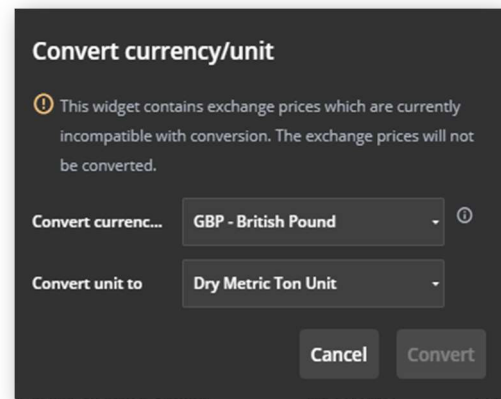 Convert currency/unit
This widget contains exchange prices which are currently
incompatible with conversion. The exchange prices will not
be converted.
Convert currenc... GBP - British Pound
Convert unit to Dry Metric Ton Unit
Cancel Convert